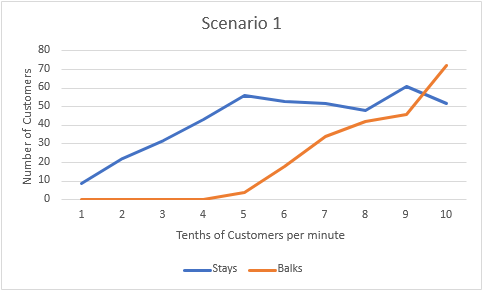 Scenario 1
Number of Customers
80
70
60
50
40
30
20
10
0
1 2 3 4 5 6 7 8 9 10
Tenths of Customers per minute
Stays Balks